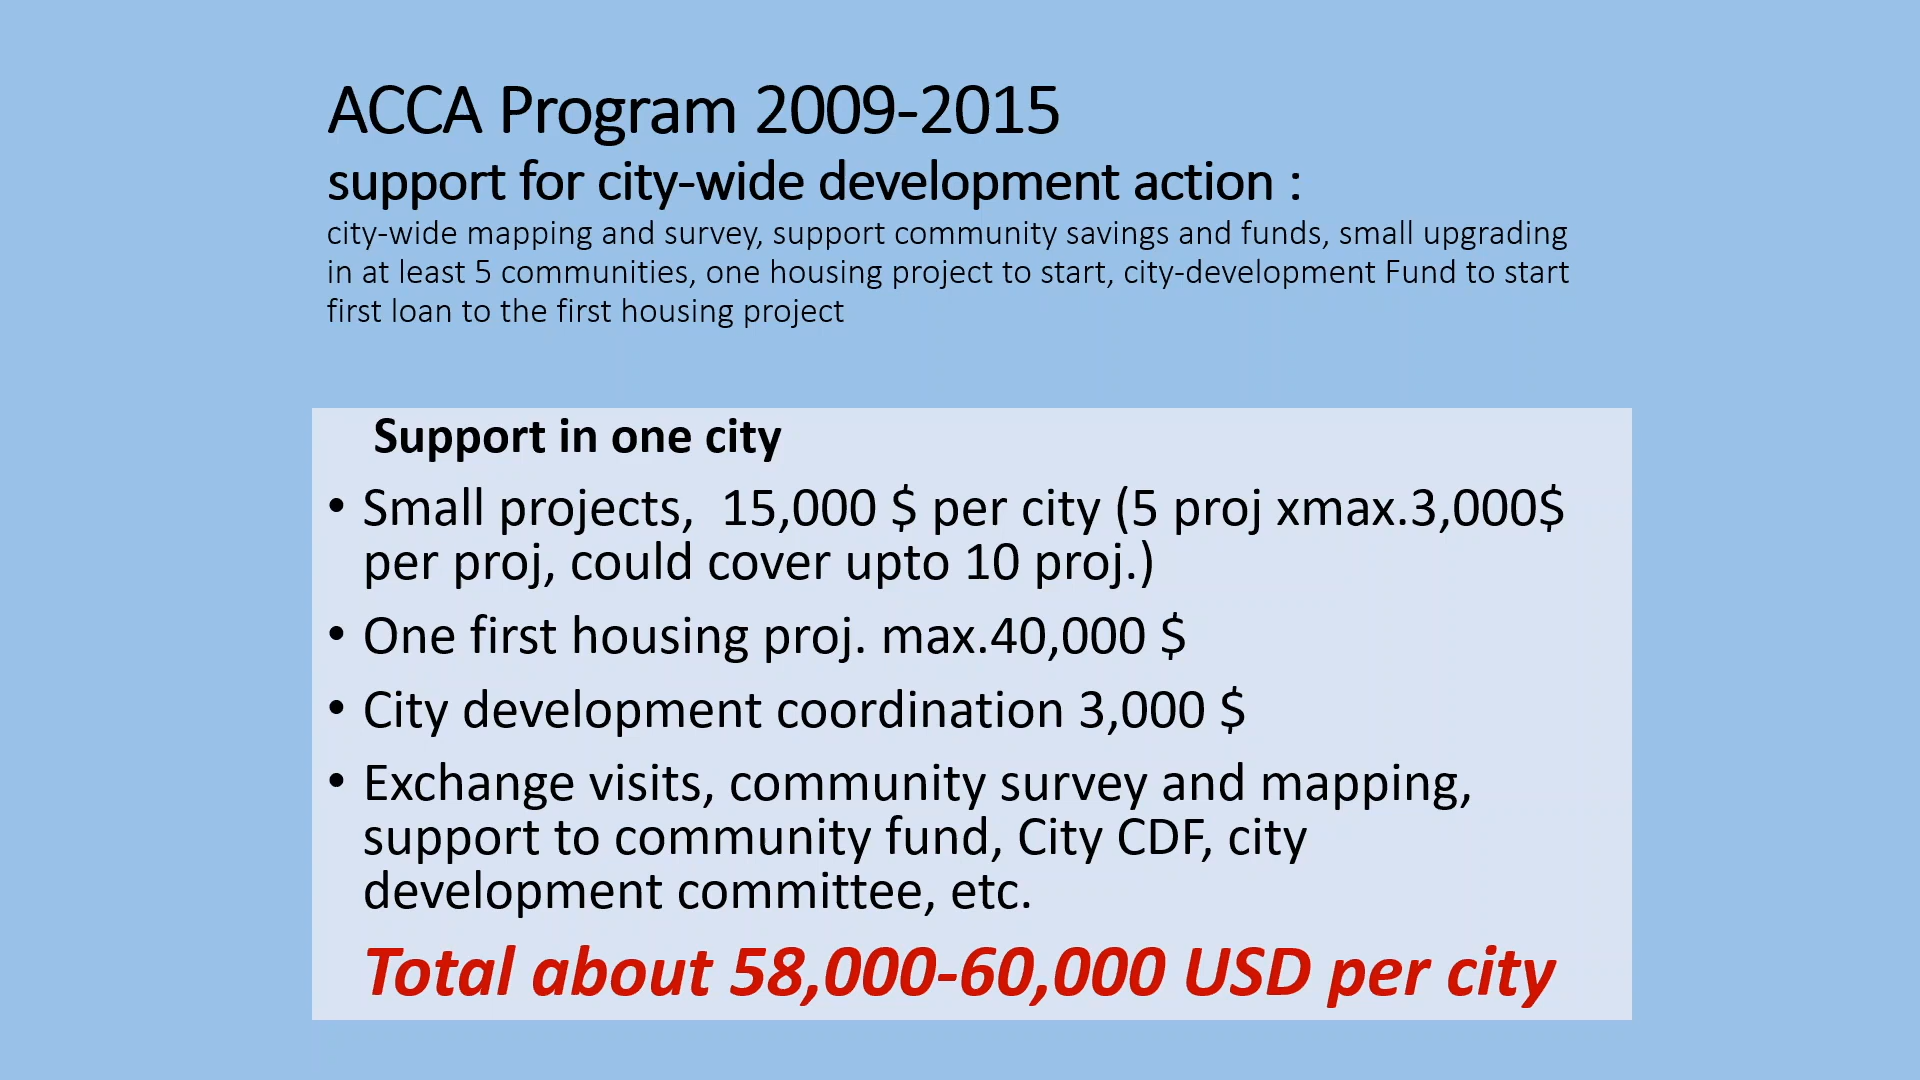 ACCA Program 2009-2015
support for city-wide development action :
city-wide mapping and survey, support community savings and funds, small upgrading
in at least 5 communities, one housing project to start, city-development Fund to start
first loan to the first housing project
Support in one city
• Small projects,  15,000 $ per city (5 proj xmax.3,000$
per proj, could cover upto 10 proj.)
• One first housing proj. max.40,000 $
• City development coordination 3,000 $
• Exchange visits, community survey and mapping,
support to community fund, City CDF, city
development committee, etc.
Total about 58,000-60,000 USD per city